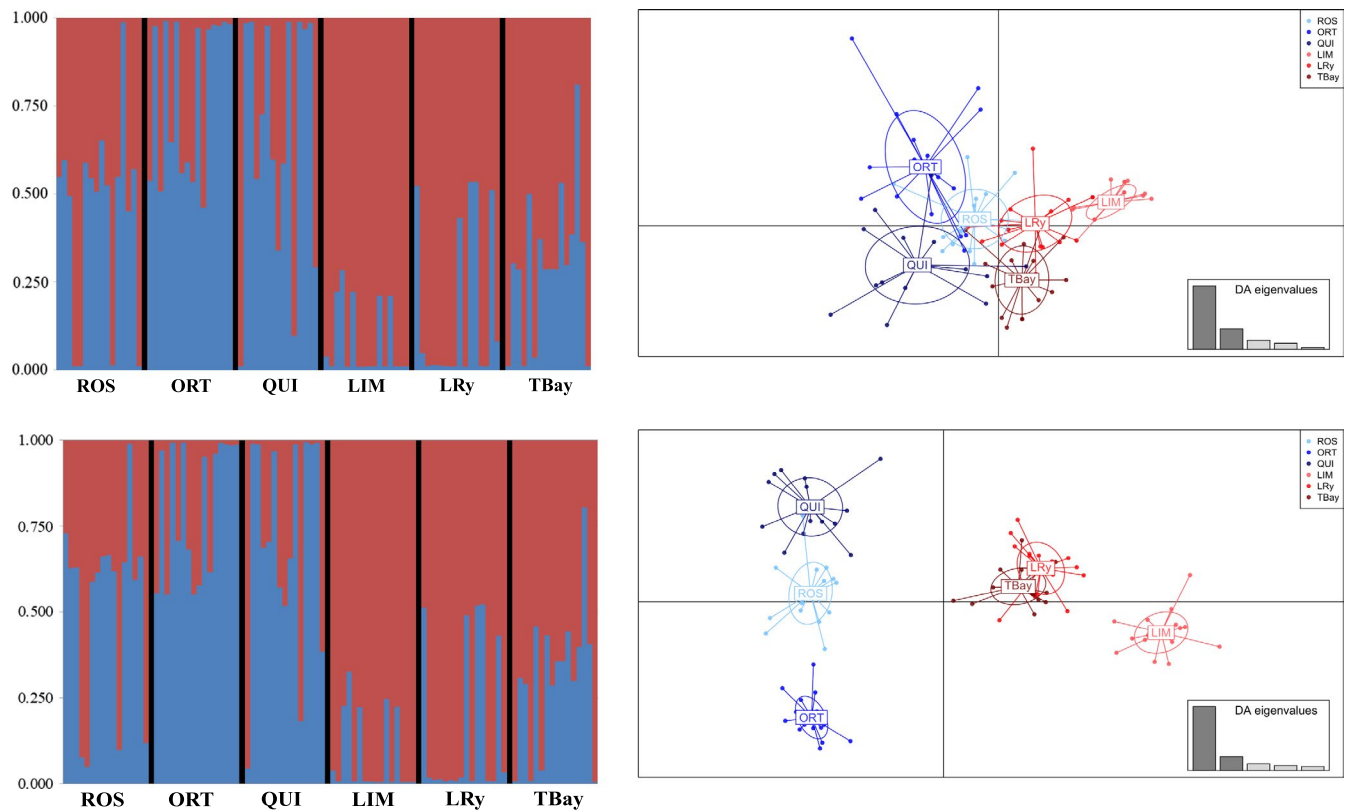 1.000
0.750
0.500
0.250
0.000
ROS ORT QUI LIM LRy TBay
ROS
ORT
QUI
LIM
LRy
TBay
ORT
ROS
LIM
LRy
QUI
TBay
DA eigenvalues
1.000
0.750
0.500
0.250
0.000
ROS ORT QUI LIM LRy TBay
ROS
ORT
QUI
LIM
LRy
TBay
QUI
LRy
TBay
ROS
LIM
ORT
DA eigenvalues